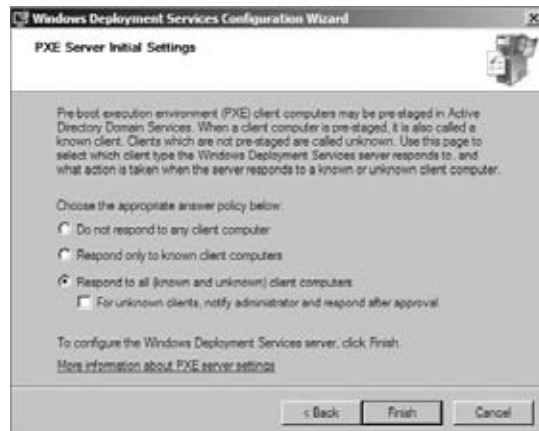 Windows Deployment Services Configuration Wizard
PXE Server Initial Settings
Pre-boot execution environment (PXE) client computers may be pre-staged in Active
Directory Domain Services. When a client computer is pre-staged, it is also called a
known client. Clients which are not pre-staged are called unknown. Use this page to
select which client type the Windows Deployment Services server responds to, and
what action is taken when the server responds to a known or unknown client computer.
Choose the appropriate answer policy below:
Do not respond to any client computer
Respond only to known client computers
Respond to all (known and unknown) client computers
For unknown clients, notify administrator and respond after approval.
To configure the Windows Deployment Services server, click Finish.
More information about PXE server settings
< Back Finish Cancel